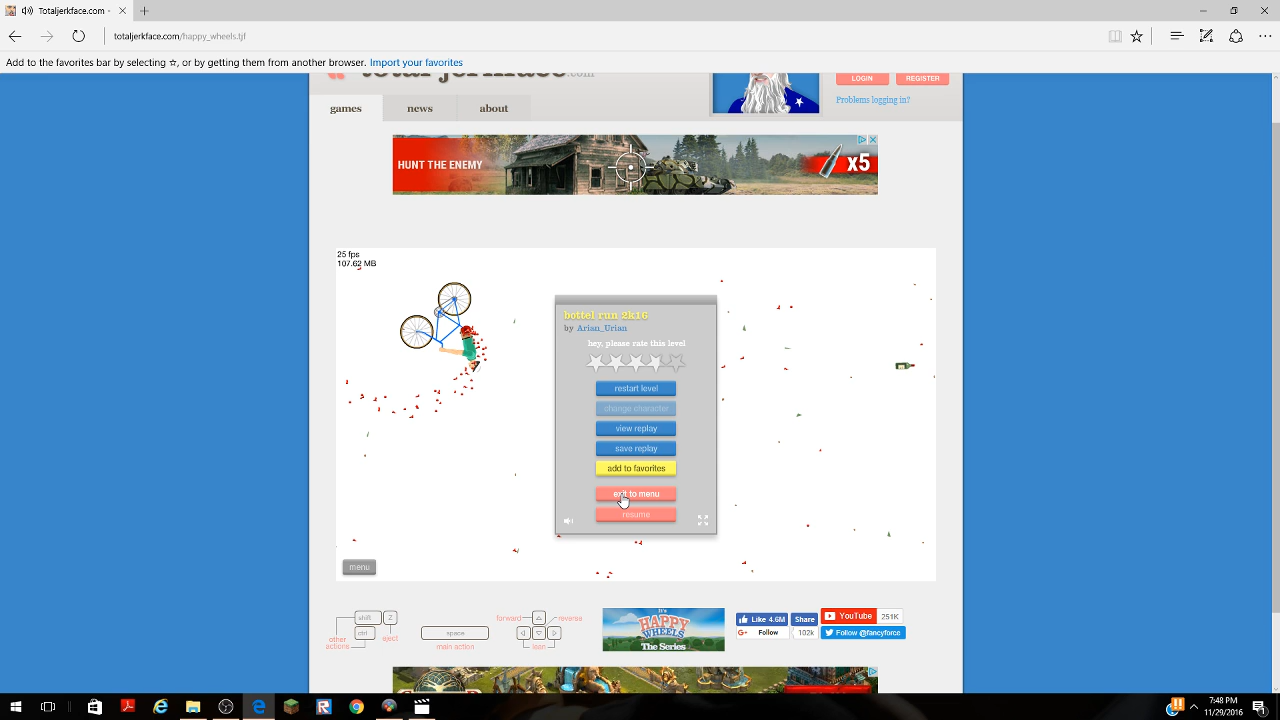 Totaljerkface.com -
totaljerkface.com/happy_wheels.tjf
Add to the favorites bar by selecting ☆, or by getting them from another browser. Import your favorites
total jerkface.com
LOGIN
REGISTER
Problems logging in?
games
news
about
HUNT THE ENEMY
x5
25 fps
107.62 MB
bottel run 2k16
by Arian_Urian
hey, please rate this level
restart level
change character
view replay
save replay
add to favorites
exit to menu
resume
menu
shift
Z
ctrl
eject
other
actions
space
main action
forward
reverse
lean
It's
HAPPY
WHEELS
The Series
Like 4.6M
Share
YouTube
251K
G+ Follow
102k
Follow @fancyforce
7:48 PM
11/29/2016